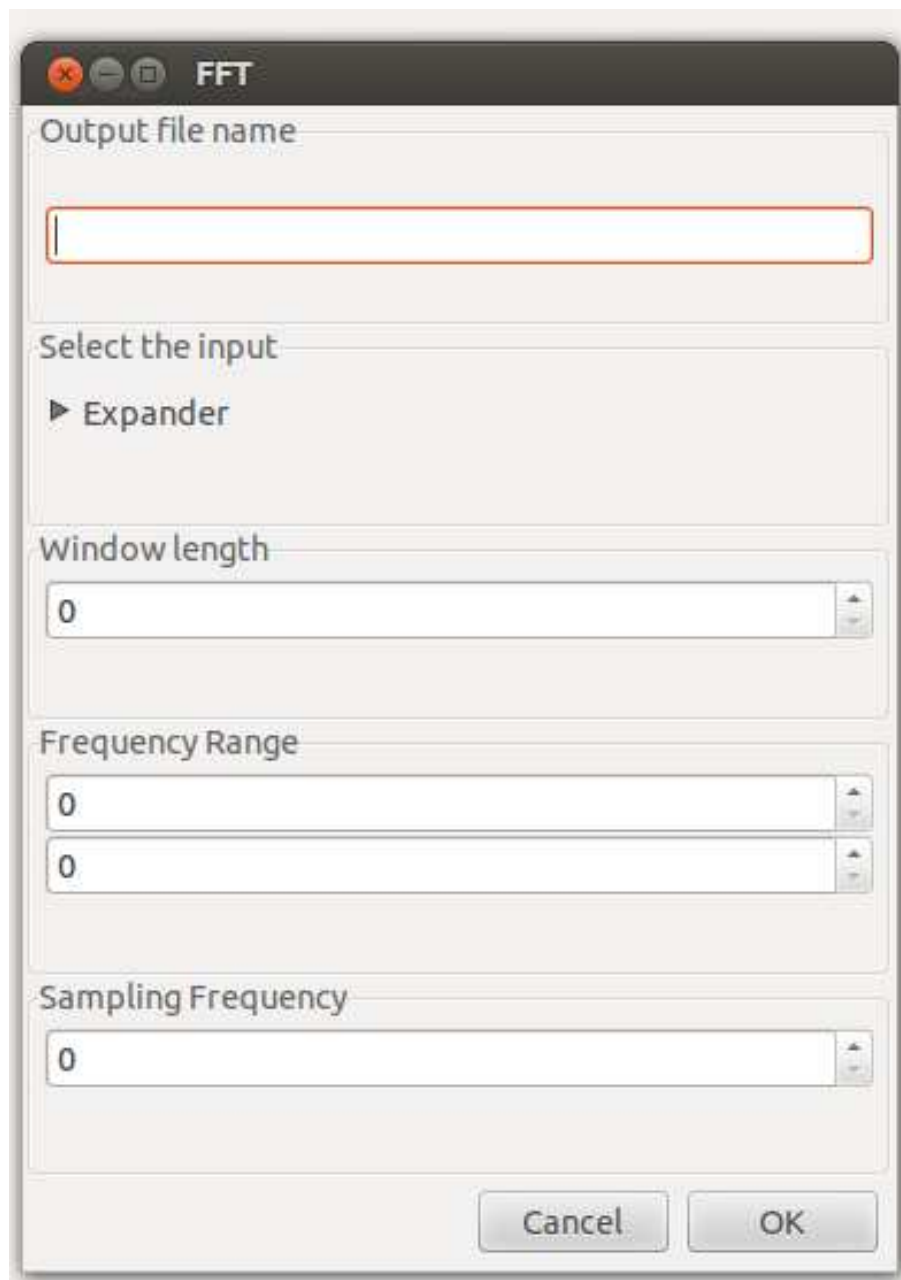 FFT
Output file name
Select the input
Expander
Window length
0
Frequency Range
0
0
Sampling Frequency
0
Cancel OK